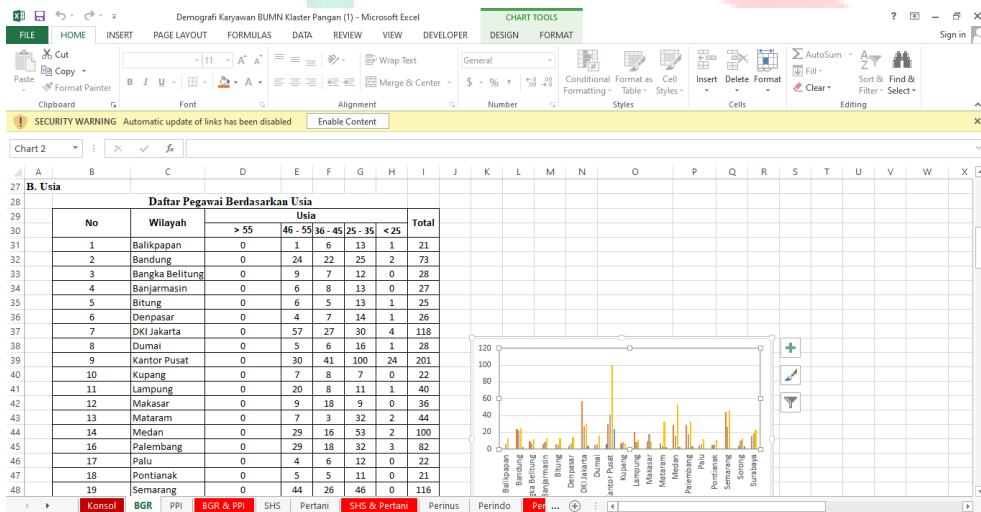 Demografi Karyawan BUMN Klaster Pangan (1) - Microsoft Excel
CHART TOOLS
FILE HOME INSERT PAGE LAYOUT FORMULAS DATA REVIEW VIEW DEVELOPER DESIGN FORMAT Sign in
Paste
Cut
Copy
Format Painter
11
Wrap Text
Merge & Center
General
Conditional Formatting
Format as Table
Cell Styles
Insert Delete Format
AutoSum
Fill
Clear
Sort & Filter
Find & Select
Clipboard Font Alignment Number Styles Cells Editing
SECURITY WARNING Automatic update of links has been disabled Enable Content
Chart 2 fx
A B C D E F G H I J K L M N O P Q R S T U V W X
27 B. Usia
28 Daftar Pegawai Berdasarkan Usia
29 No Wilayah Usia Total
30 > 55 46 - 55 36 - 45 25 - 35 < 25
31 1 Balikpapan 0 1 6 13 1 21
32 2 Bandung 0 24 22 25 2 73
33 3 Bangka Belitung 0 9 7 12 0 28
34 4 Banjarmasin 0 6 8 13 0 27
35 5 Bitung 0 6 5 13 1 25
36 6 Denpasar 0 4 7 14 1 26
37 7 DKI Jakarta 0 57 27 30 4 118
38 8 Dumai 0 5 6 16 1 28
39 9 Kantor Pusat 0 30 41 100 24 201
40 10 Kupang 0 7 8 7 0 22
41 11 Lampung 0 20 8 11 1 40
42 12 Makasar 0 9 18 9 0 36
43 13 Mataram 0 7 3 32 2 44
44 14 Medan 0 29 16 53 2 100
45 16 Palembang 0 29 18 32 3 82
46 17 Palu 0 4 6 12 0 22
47 18 Pontianak 0 5 5 11 0 21
48 19 Semarang 0 44 26 46 0 116
120
100
80
60
40
20
0
Balikpapan
Bandung
ka Belitung
anjarmasin
Bitung
Denpasar
DKI Jakarta
Dumai
antor Pusat
Kupang
Lampung
Makasar
Mataram
Medan
Palembang
Palu
Pontianak
Semarang
Sorong
Surabaya
Konsol BGR PPI BGR & PPI SHS Pertani SHS & Pertani Perinus Perindo Per ...